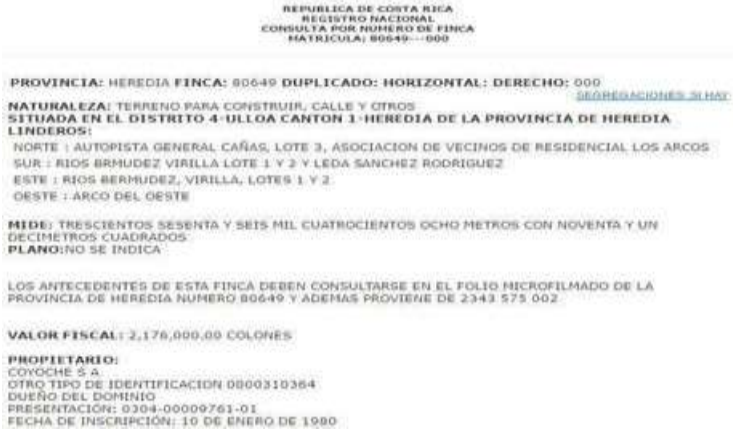 REPUBLICA DE COSTA RICA
REGISTRO NACIONAL
CONSULTA POR NUMERO DE FINCA
MATRICULA: 80649---000
PROVINCIA: HEREDIA FINCA: 80649 DUPLICADO: HORIZONTAL: DERECHO: 000
SEGREGACIONES: SI HAY
NATURALEZA: TERRENO PARA CONSTRUIR, CALLE Y OTROS
SITUADA EN EL DISTRITO 4-ULLOA CANTON 1-HEREDIA DE LA PROVINCIA DE HEREDIA
LINDEROS:
NORTE : AUTOPISTA GENERAL CAÑAS, LOTE 3, ASOCIACION DE VECINOS DE RESIDENCIAL LOS ARCOS
SUR : RIOS BRMUDEZ VIRILLA LOTE 1 Y 2 Y LEDA SANCHEZ RODRIGUEZ
ESTE : RIOS BERMUDEZ, VIRILLA, LOTES 1 Y 2
OESTE : ARCO DEL OESTE
MIDE: TRESCIENTOS SESENTA Y SEIS MIL CUATROCIENTOS OCHO METROS CON NOVENTA Y UN
DECIMETROS CUADRADOS
PLANO:NO SE INDICA
LOS ANTECEDENTES DE ESTA FINCA DEBEN CONSULTARSE EN EL FOLIO MICROFILMADO DE LA
PROVINCIA DE HEREDIA NUMERO 80649 Y ADEMAS PROVIENE DE 2343 575 002
VALOR FISCAL: 2,176,000.00 COLONES
PROPIETARIO:
COYOCHE S A
OTRO TIPO DE IDENTIFICACION 0800310364
DUEÑO DEL DOMINIO
PRESENTACIÓN: 0304-00009761-01
FECHA DE INSCRIPCIÓN: 10 DE ENERO DE 1980